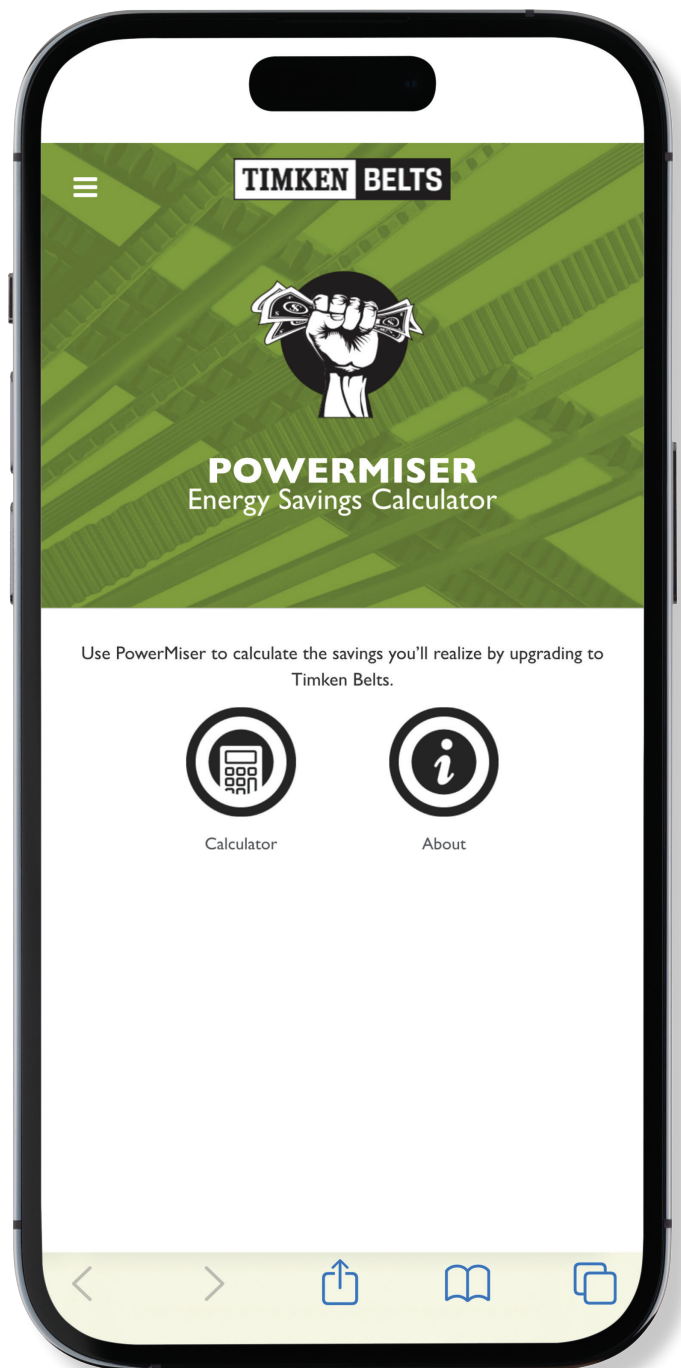 TIMKEN BELTS
POWERMISER
Energy Savings Calculator
Use PowerMiser to calculate the savings you’ll realize by upgrading to
Timken Belts.
Calculator
About